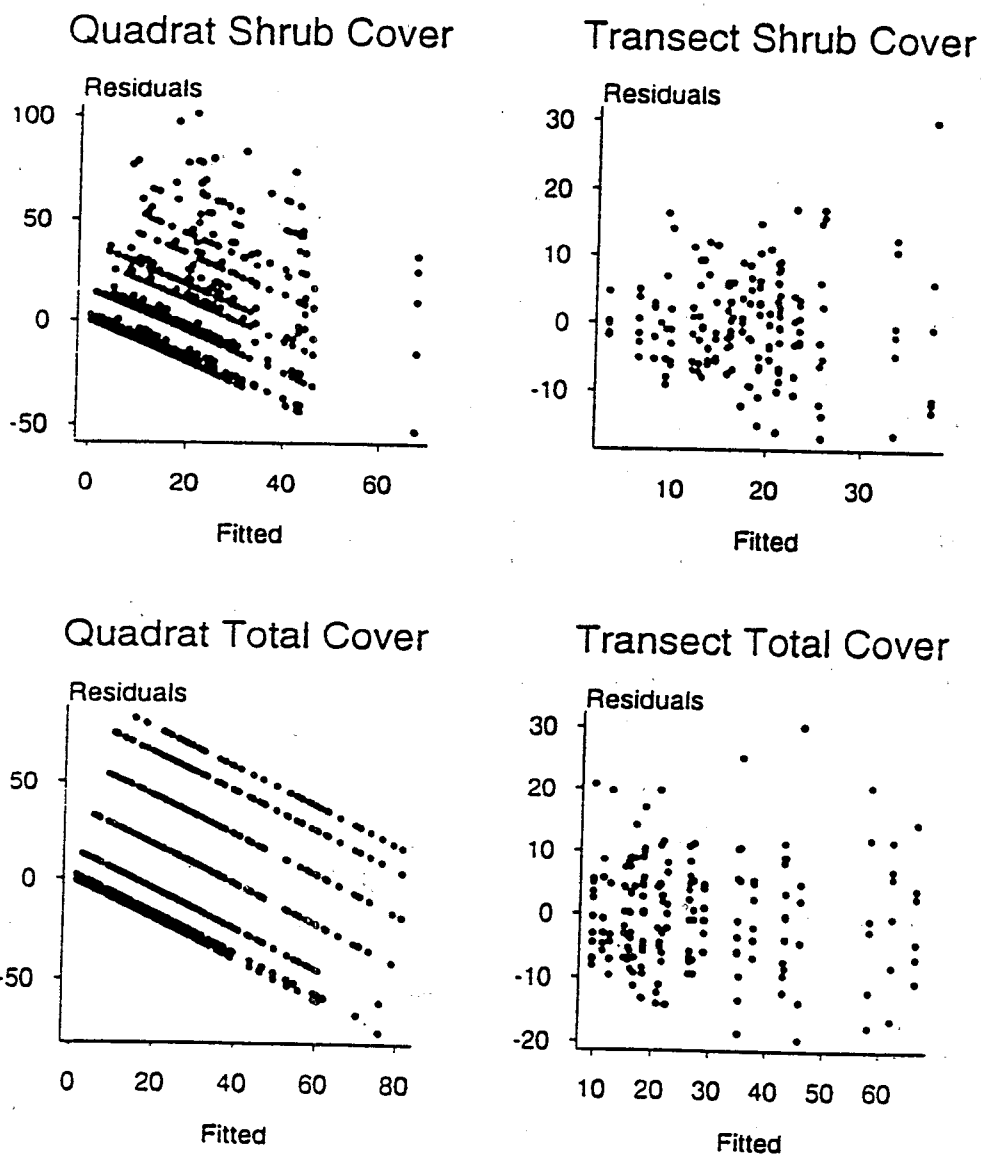 Quadrat Shrub Cover
Residuals
100
50
0
-50
0 20 40 60
Fitted
Transect Shrub Cover
Residuals
30
20
10
0
-10
10 20 30
Fitted
Quadrat Total Cover
Residuals
50
0
-50
0 20 40 60 80
Fitted
Transect Total Cover
Residuals
30
20
10
0
-10
-20
10 20 30 40 50 60
Fitted